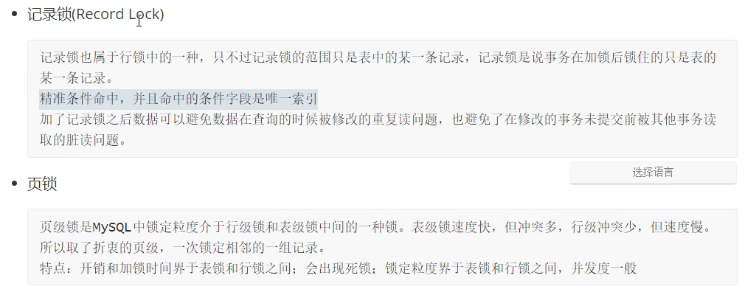 记录锁(Record Lock)
记录锁也属于行锁中的一种，只不过记录锁的范围只是表中的某一条记录，记录锁是说事务在加锁后锁住的只是表的
某一条记录。
精准条件命中，并且命中的条件字段是唯一索引
加了记录锁之后数据可以避免数据在查询的时候被修改的重复读问题，也避免了在修改的事务未提交前被其他事务读
取的脏读问题。
选择语言
页锁
页级锁是MySQL中锁定粒度介于行级锁和表级锁中间的一种锁。表级锁速度快，但冲突多，行级冲突少，但速度慢。
所以取了折衷的页级，一次锁定相邻的一组记录。
特点：开销和加锁时间界于表锁和行锁之间；会出现死锁；锁定粒度界于表锁和行锁之间，并发度一般